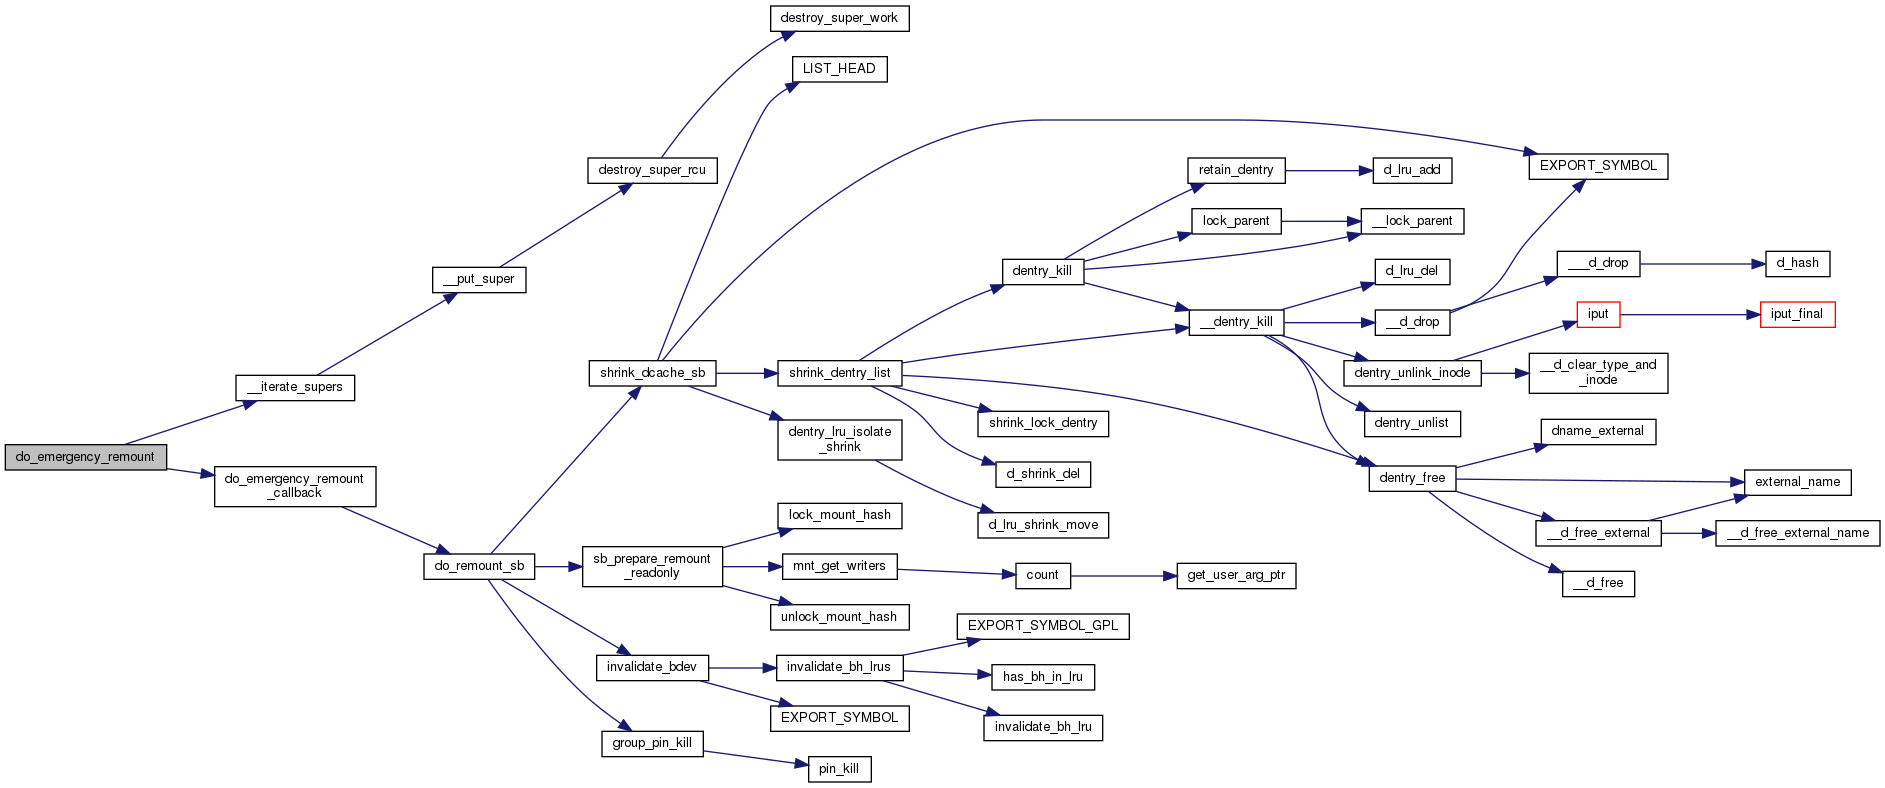 destroy_super_work
LIST_HEAD
destroy_super_rcu
retain_dentry
d_lru_add
EXPORT_SYMBOL
lock_parent
__lock_parent
__put_super
dentry_kill
d_lru_del
___d_drop
d_hash
__dentry_kill
__d_drop
iput
iput_final
__iterate_supers
shrink_dcache_sb
shrink_dentry_list
dentry_unlink_inode
__d_clear_type_and
_inode
do_emergency_remount
do_emergency_remount
_callback
dentry_lru_isolate
_shrink
shrink_lock_dentry
dentry_unlist
dname_external
d_shrink_del
dentry_free
external_name
lock_mount_hash
d_lru_shrink_move
__d_free_external
__d_free_external_name
do_remount_sb
sb_prepare_remount
_readonly
mnt_get_writers
count
get_user_arg_ptr
__d_free
unlock_mount_hash
EXPORT_SYMBOL_GPL
invalidate_bdev
invalidate_bh_lrus
has_bh_in_lru
EXPORT_SYMBOL
invalidate_bh_lru
group_pin_kill
pin_kill